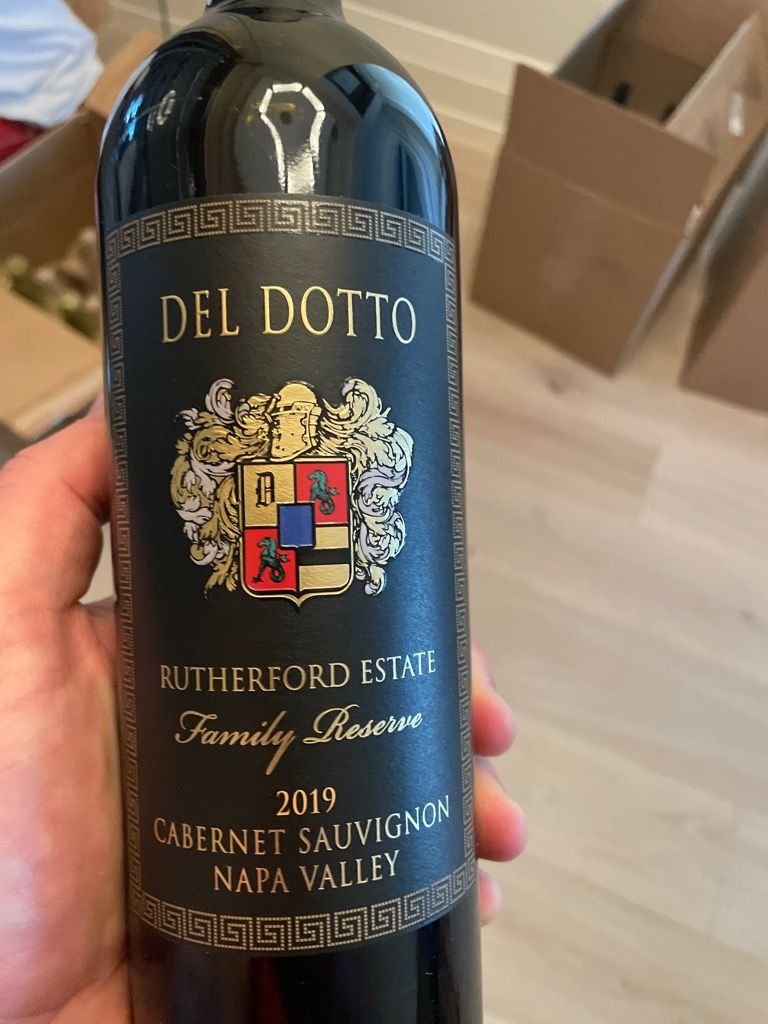 DEL DOTTO
D
RUTHERFORD ESTATE
Family Reserve
2019
CABERNET SAUVIGNON
NAPA VALLEY